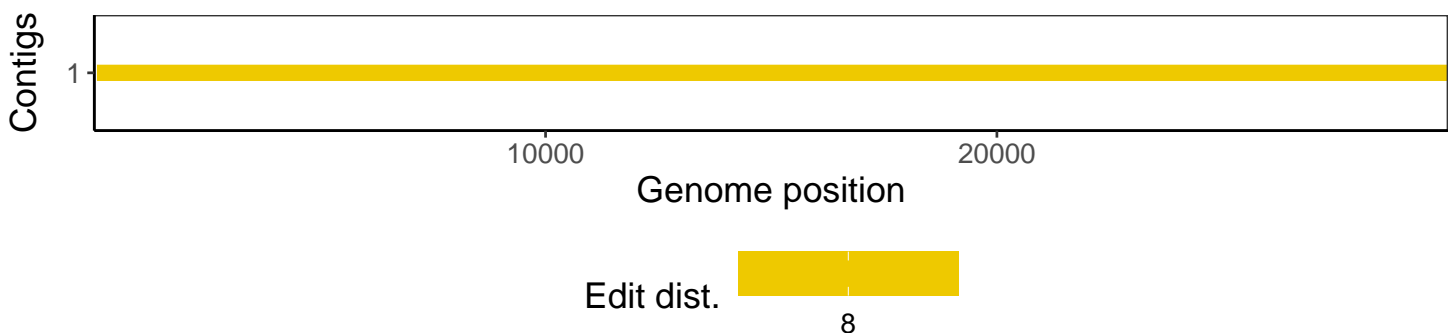 Contigs
1
10000 20000
Genome position
Edit dist.
8